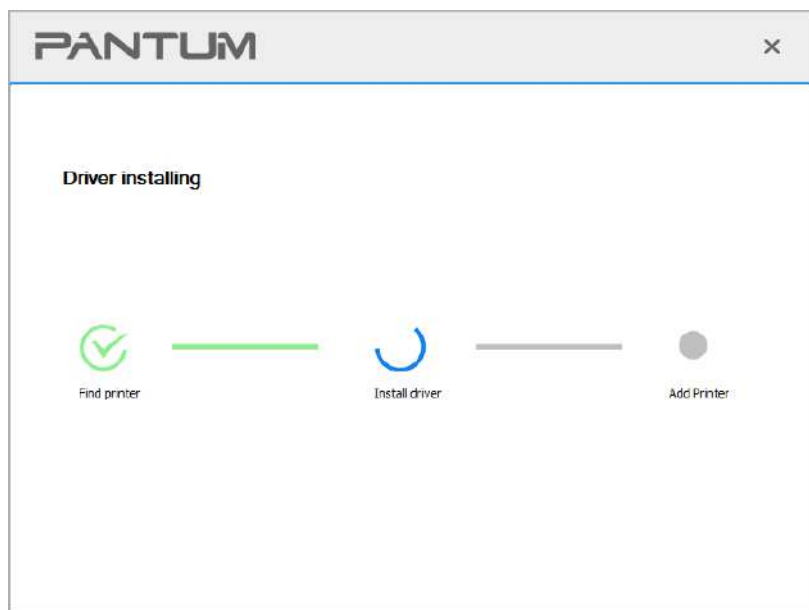 PANTUM
Driver installing
Find printer
Install driver
Add Printer